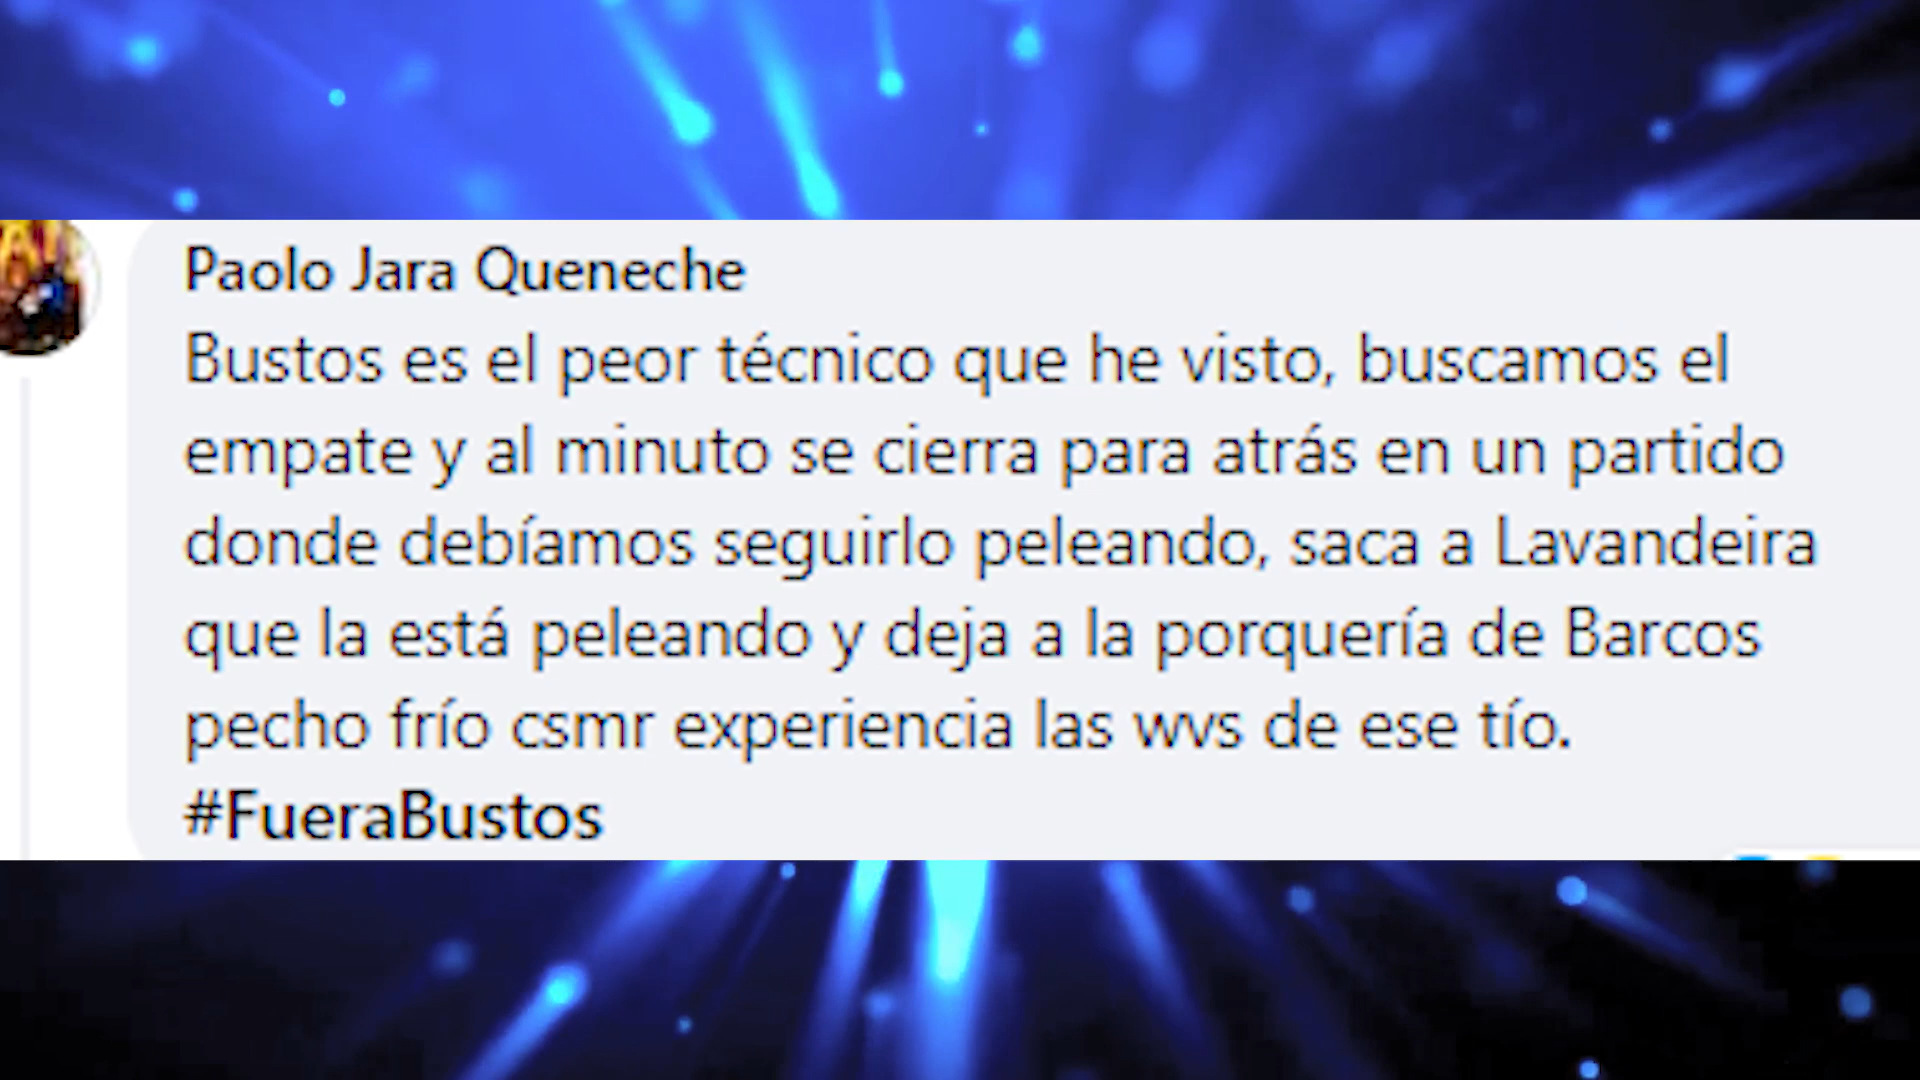 Paolo Jara Queneche
Bustos es el peor técnico que he visto, buscamos el
empate y al minuto se cierra para atrás en un partido
donde debíamos seguirlo peleando, saca a Lavandeira
que la está peleando y deja a la porquería de Barcos
pecho frío csmr experiencia las wvs de ese tío.
#FueraBustos